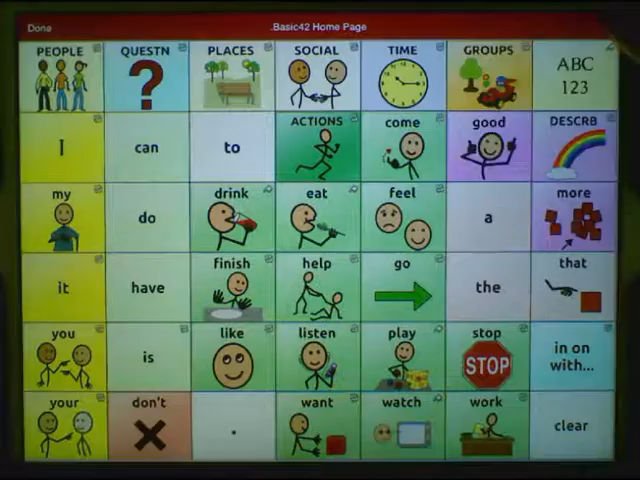 Done
.Basic42 Home Page
PEOPLE QUESTN PLACES SOCIAL TIME GROUPS ABC
123
I can to ACTIONS come good DESCRB
my do drink eat feel a more
it have finish help go the that
you is like listen play stop in on
STOP with...
your don't . want watch work clear